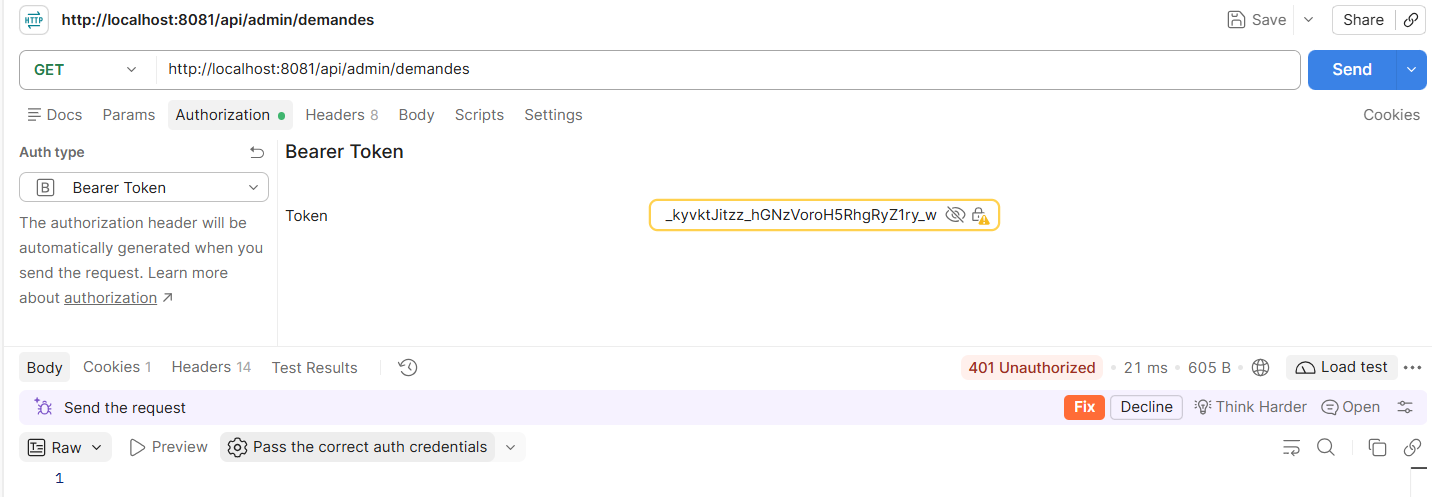 HTTP http://localhost:8081/api/admin/demandes Save Share
GET http://localhost:8081/api/admin/demandes Send
Docs Params Authorization Headers 8 Body Scripts Settings Cookies
Auth type
B Bearer Token
The authorization header will be
automatically generated when you
send the request. Learn more
about authorization ↗
Bearer Token
Token _kyvktJitzz_hGNzVoroH5RhgRyZ1ry_w
Body Cookies 1 Headers 14 Test Results 401 Unauthorized • 21 ms • 605 B • Load test
Send the request Fix Decline Think Harder Open
Raw Preview Pass the correct auth credentials
1